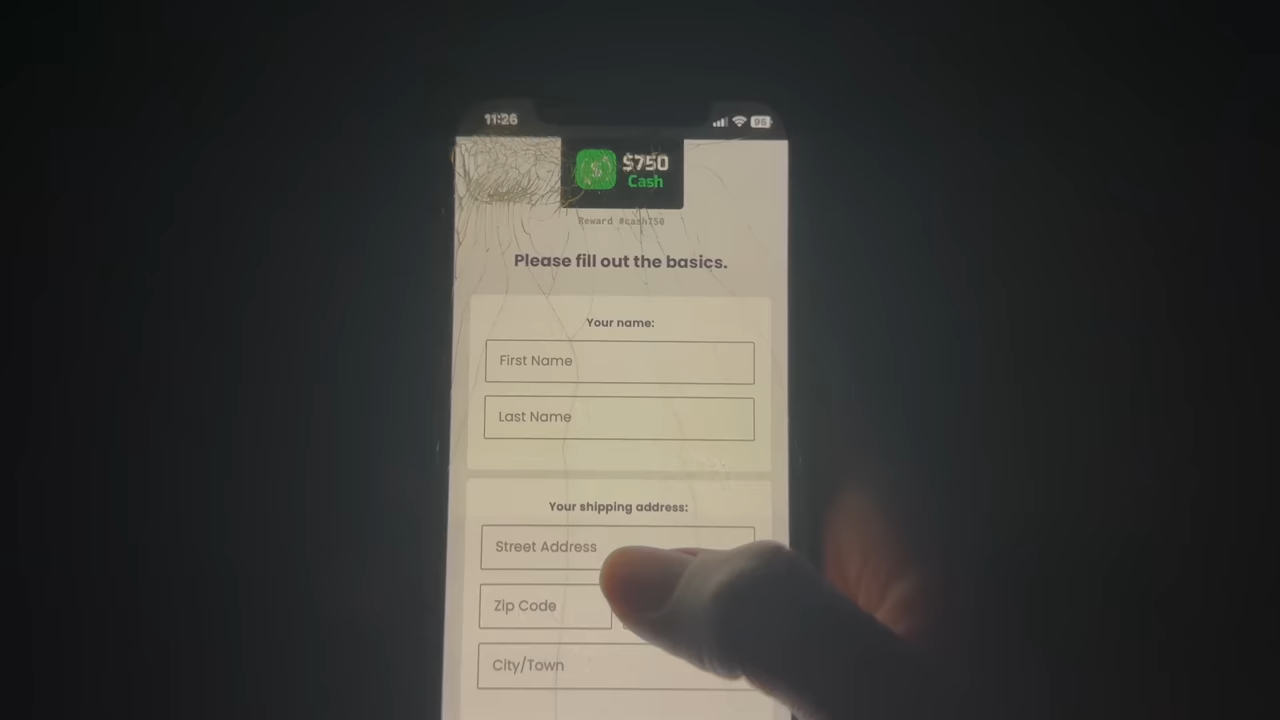 11:26
96
$
$750
Cash
Reward #cash750
Please fill out the basics.
Your name:
First Name
Last Name
Your shipping address:
Street Address
Zip Code
City/Town